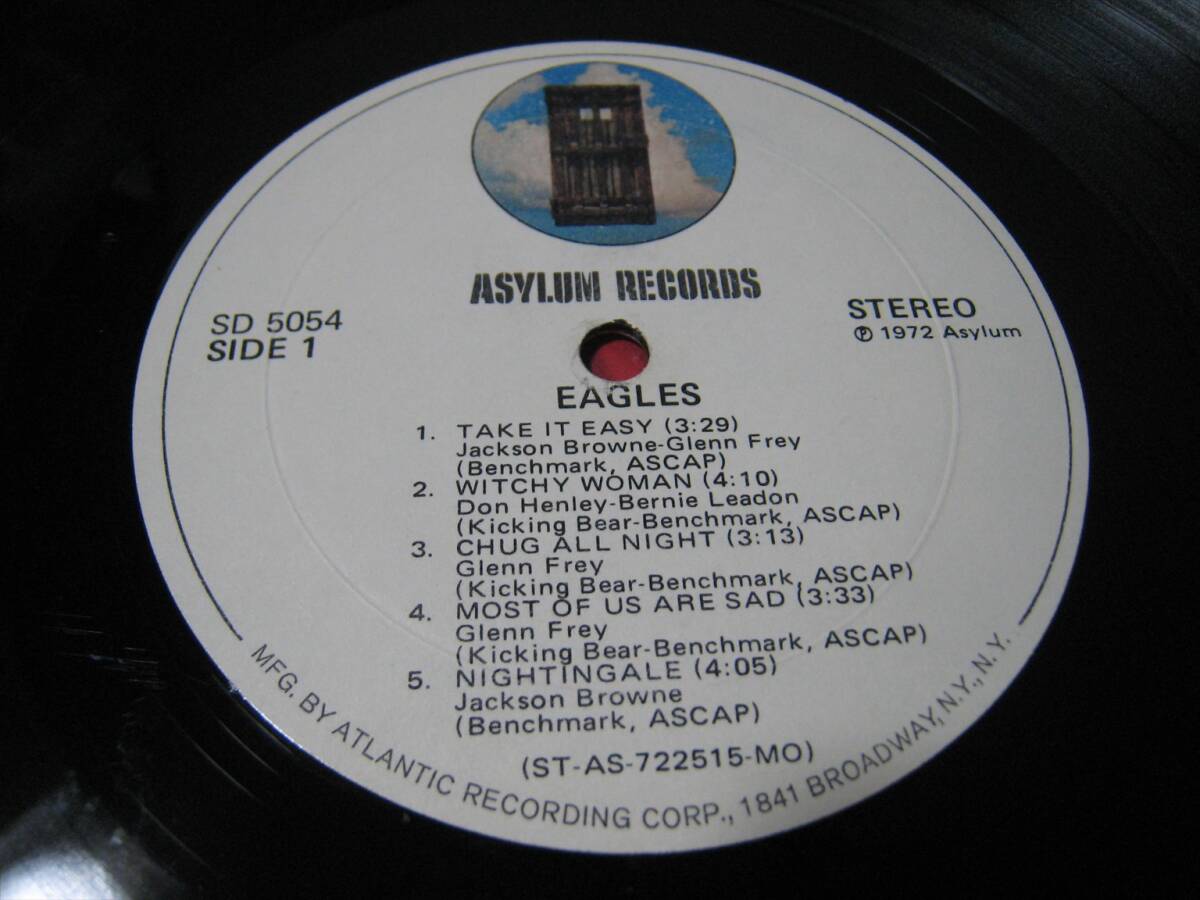 ASYLUM RECORDS
SD 5054
SIDE 1
STEREO
℗ 1972 Asylum
EAGLES
1. TAKE IT EASY (3:29)
Jackson Browne-Glenn Frey
(Benchmark, ASCAP)
2. WITCHY WOMAN (4:10)
Don Henley-Bernie Leadon
(Kicking Bear-Benchmark, ASCAP)
3. CHUG ALL NIGHT (3:13)
Glenn Frey
(Kicking Bear-Benchmark, ASCAP)
4. MOST OF US ARE SAD (3:33)
Glenn Frey
(Kicking Bear-Benchmark, ASCAP)
5. NIGHTINGALE (4:05)
Jackson Browne
(Benchmark, ASCAP)
(ST-AS-722515-MO)
MFG. BY ATLANTIC RECORDING CORP., 1841 BROADWAY, N.Y., N.Y.